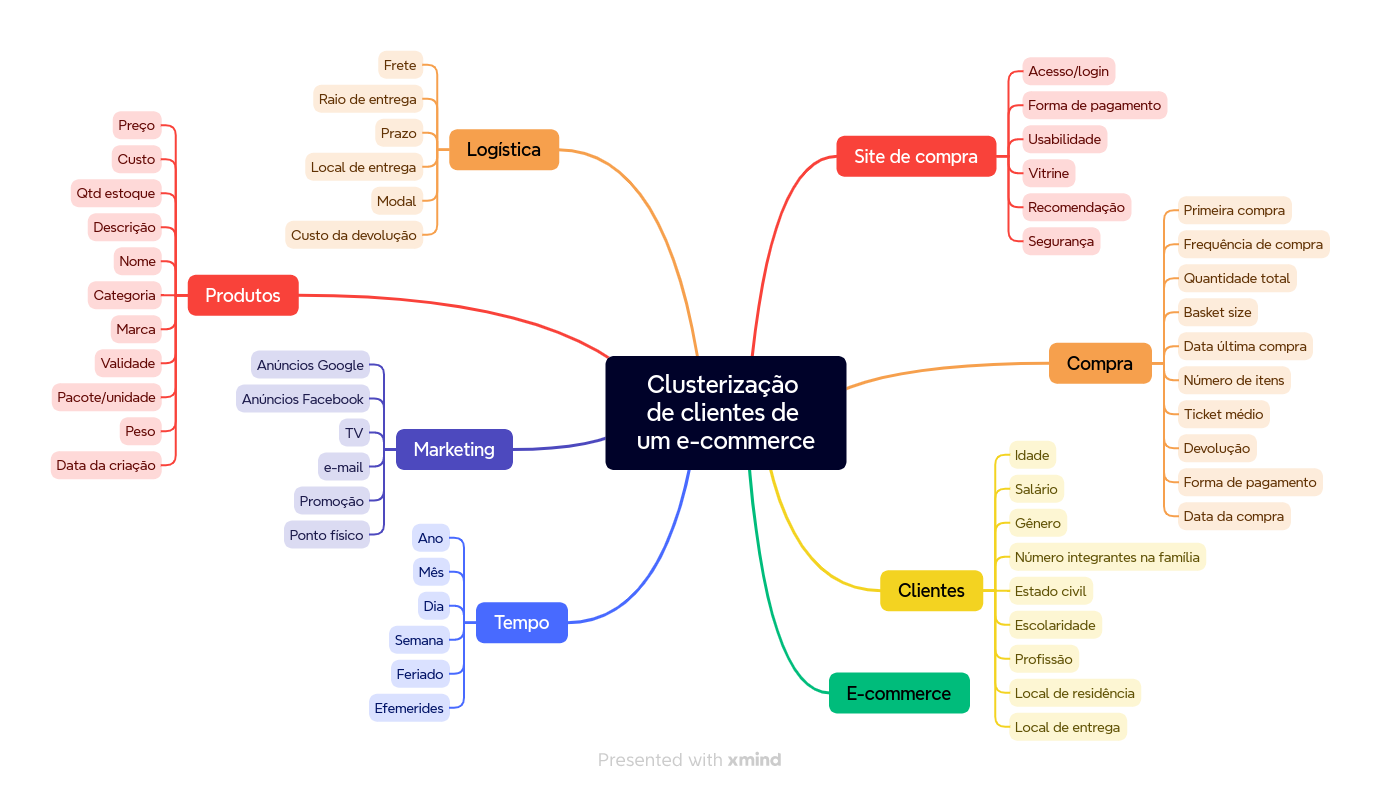 Clusterização
de clientes de
um e-commerce
Site de compra
Acesso/login
Forma de pagamento
Usabilidade
Vitrine
Recomendação
Segurança
Compra
Primeira compra
Frequência de compra
Quantidade total
Basket size
Data última compra
Número de itens
Ticket médio
Devolução
Forma de pagamento
Data da compra
Clientes
Idade
Salário
Gênero
Número integrantes na família
Estado civil
Escolaridade
Profissão
Local de residência
Local de entrega
E-commerce
Logística
Frete
Raio de entrega
Prazo
Local de entrega
Modal
Custo da devolução
Produtos
Preço
Custo
Qtd estoque
Descrição
Nome
Categoria
Marca
Validade
Pacote/unidade
Peso
Data da criação
Marketing
Anúncios Google
Anúncios Facebook
TV
e-mail
Promoção
Ponto físico
Tempo
Ano
Mês
Dia
Semana
Feriado
Efemerides
Presented with xmind